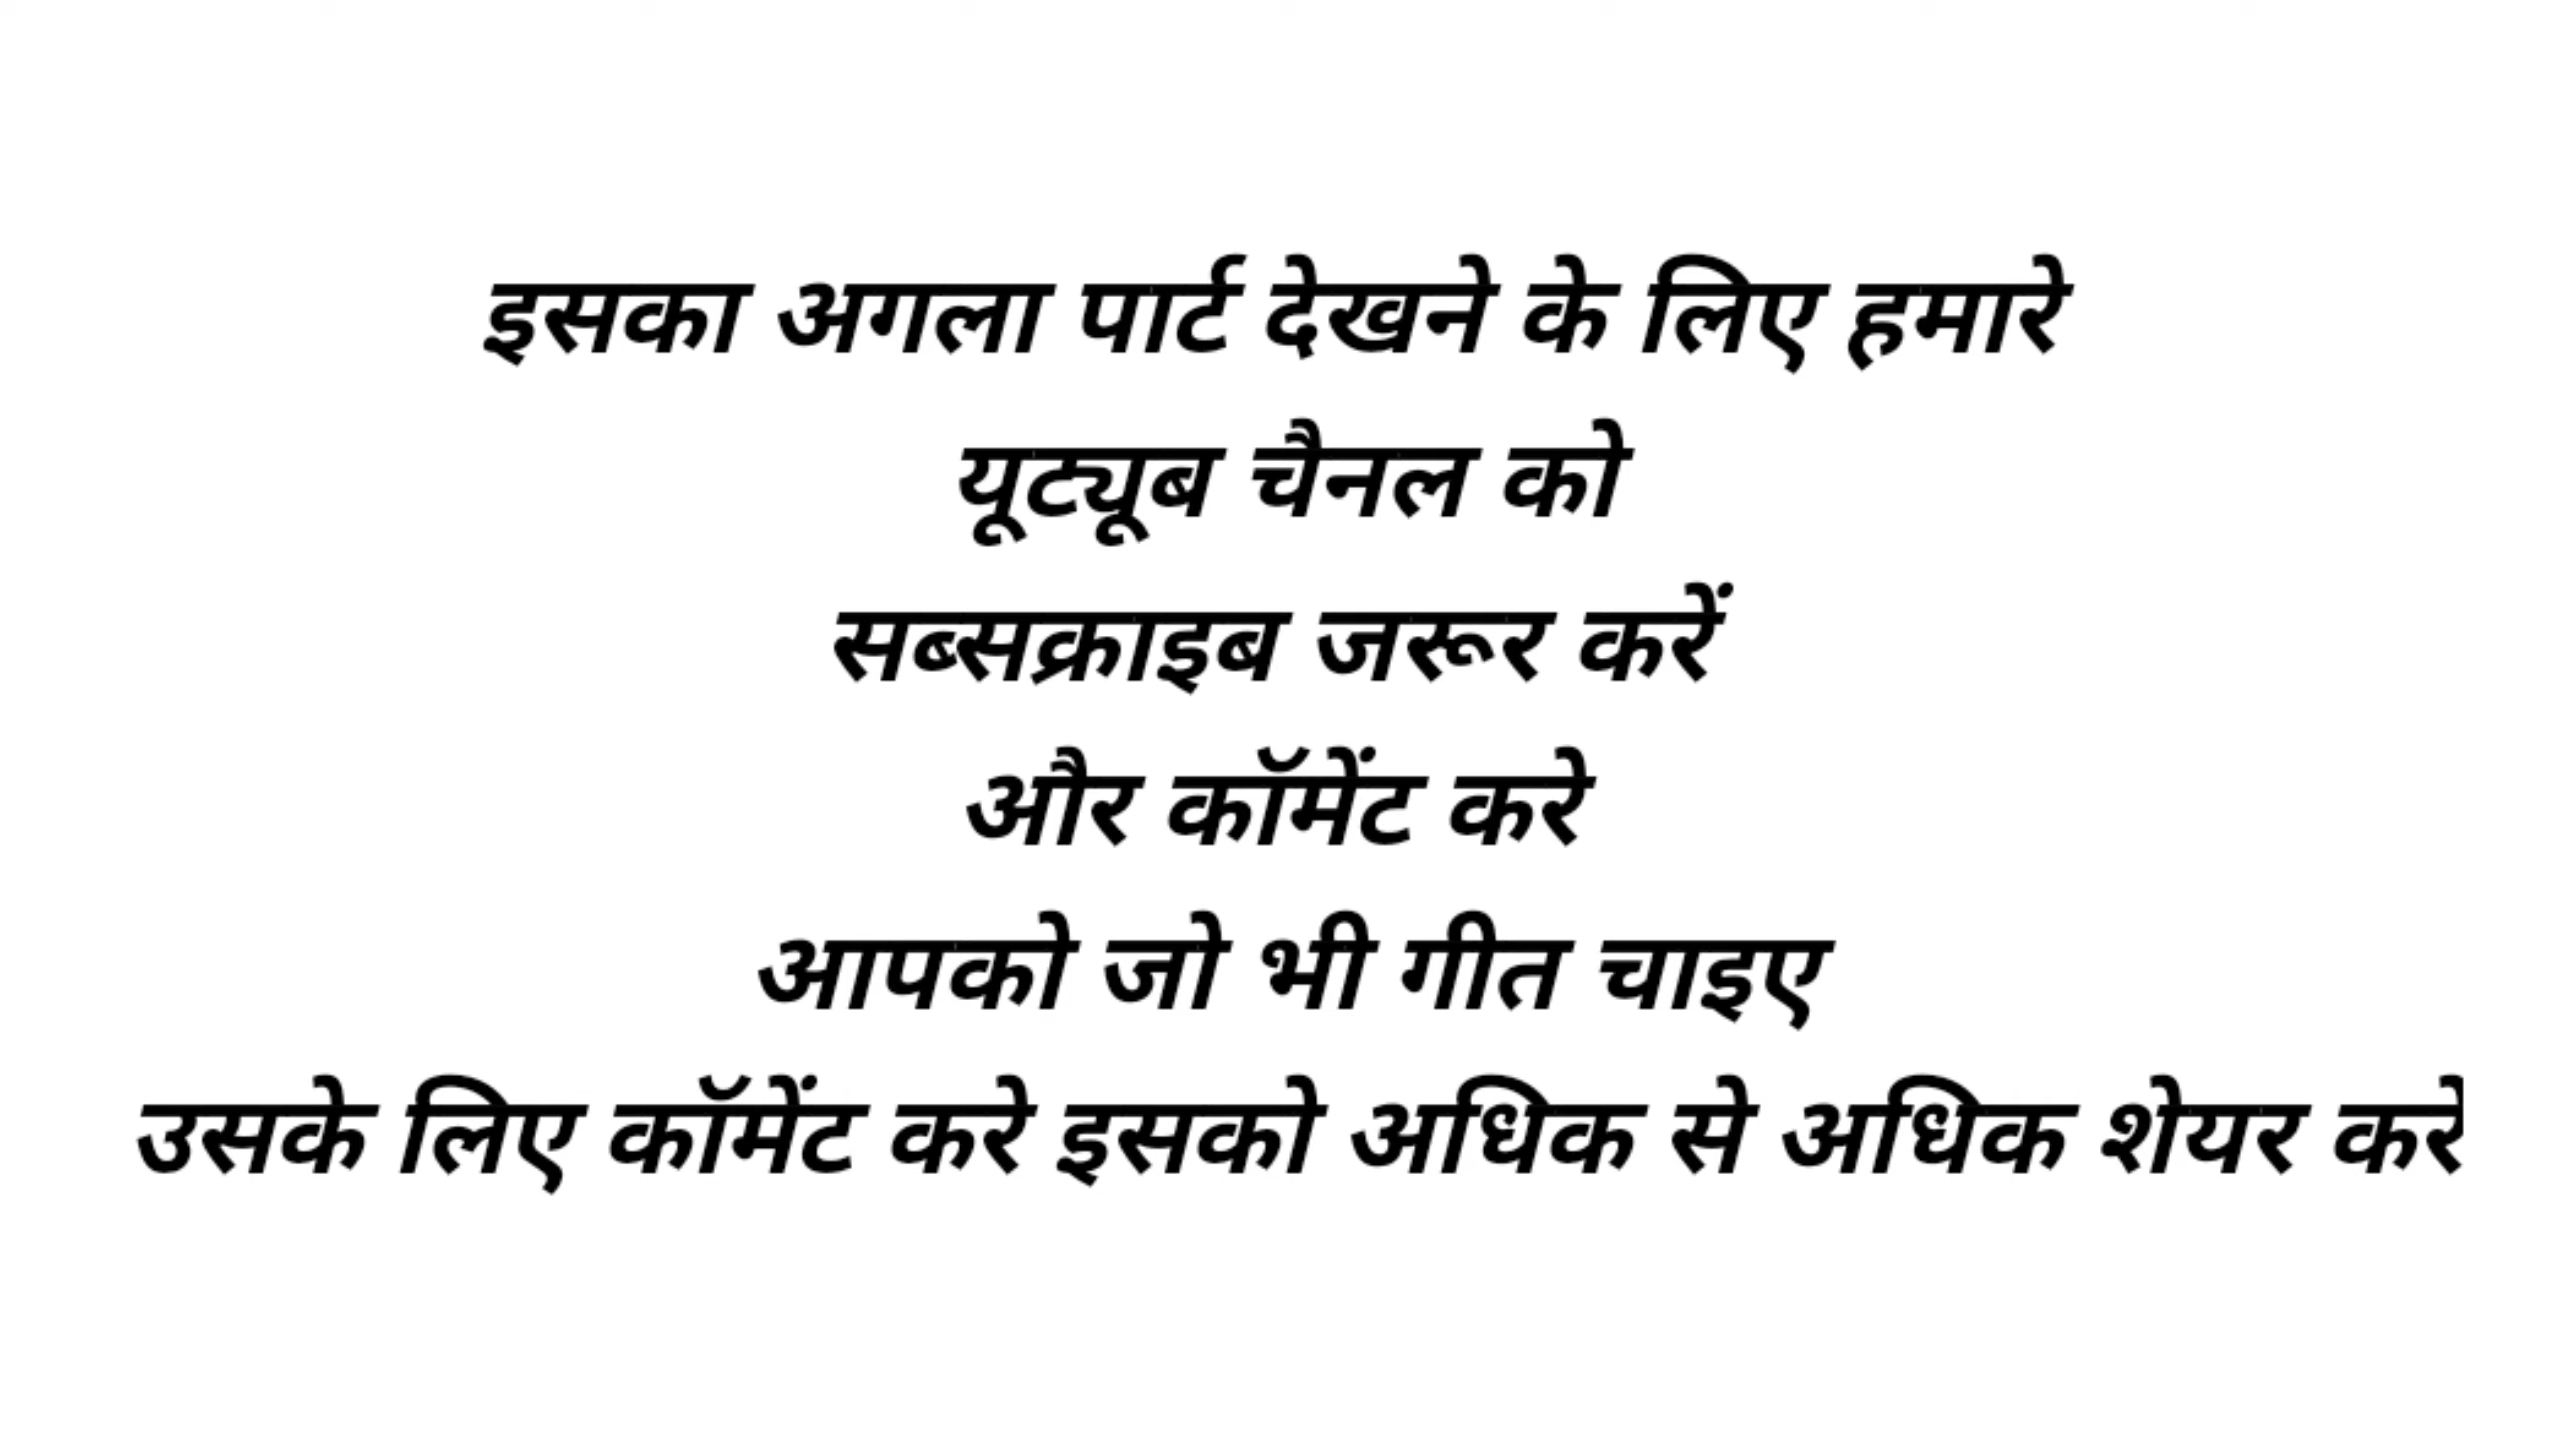 इसका अगला पार्ट देखने के लिए हमारे
यूट्यूब चैनल को
सब्सक्राइब जरूर करें
और कॉमेंट करे
आपको जो भी गीत चाइए
उसके लिए कॉमेंट करे इसको अधिक से अधिक शेयर करे